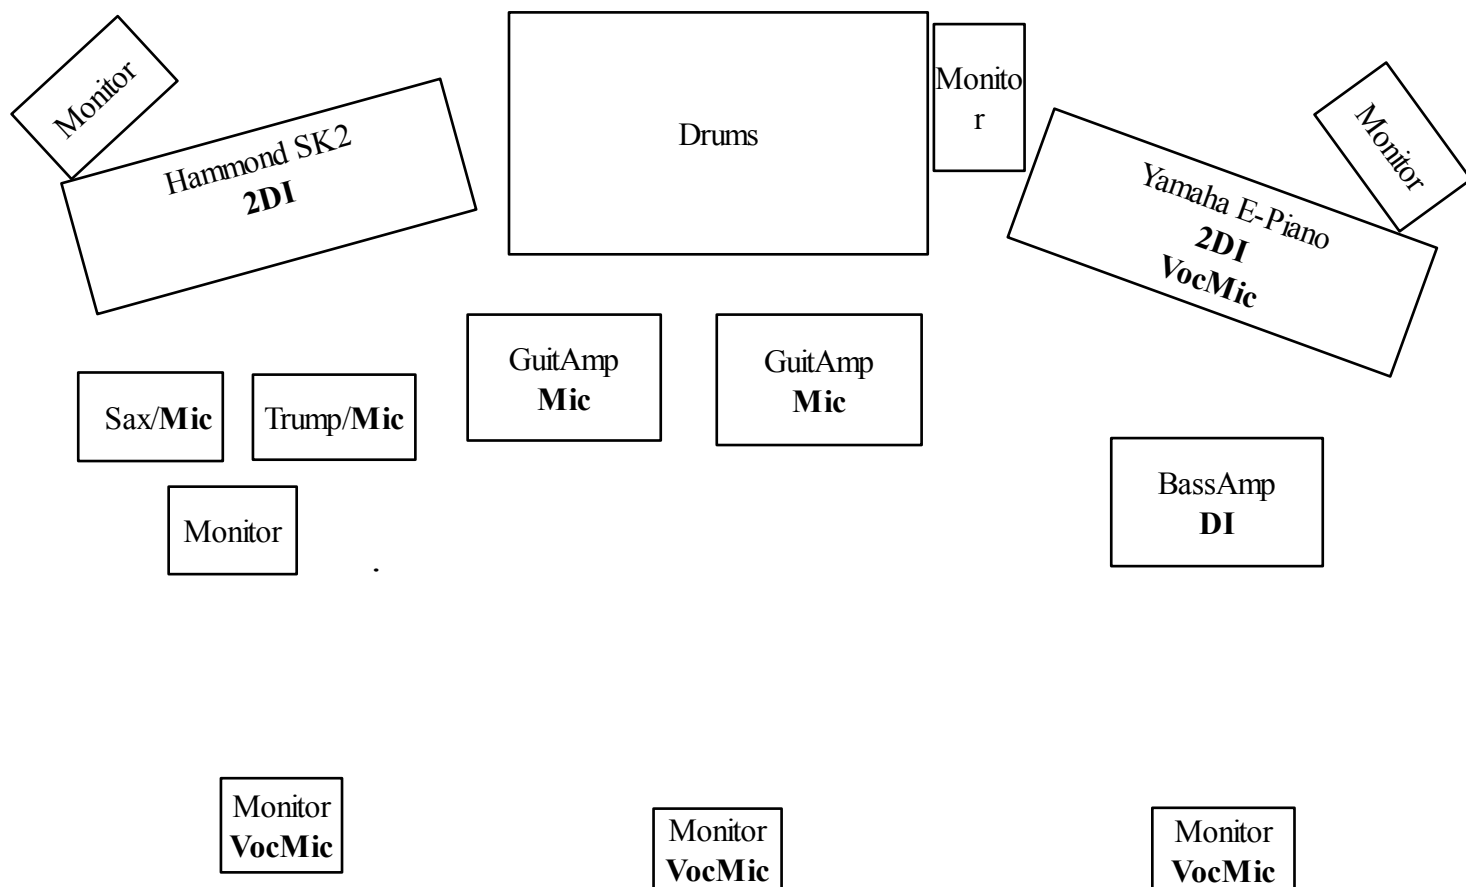 Monitor
Hammond SK2
2DI
Drums
Monito
r
Monitor
Yamaha E-Piano
2DI
VocMic
GuitAmp
Mic
GuitAmp
Mic
Sax/Mic
Trump/Mic
BassAmp
DI
Monitor
.
Monitor
VocMic
Monitor
VocMic
Monitor
VocMic